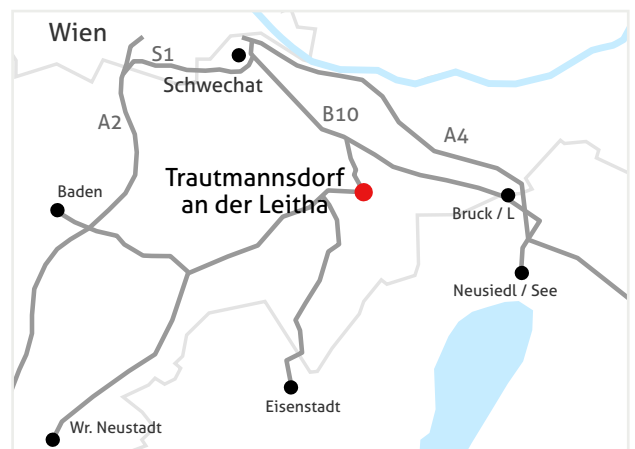 Wien
S1
Schwechat
A2
B10
A4
Trautmannsdorf
an der Leitha
Baden
Bruck / L
Neusiedl / See
Eisenstadt
Wr. Neustadt